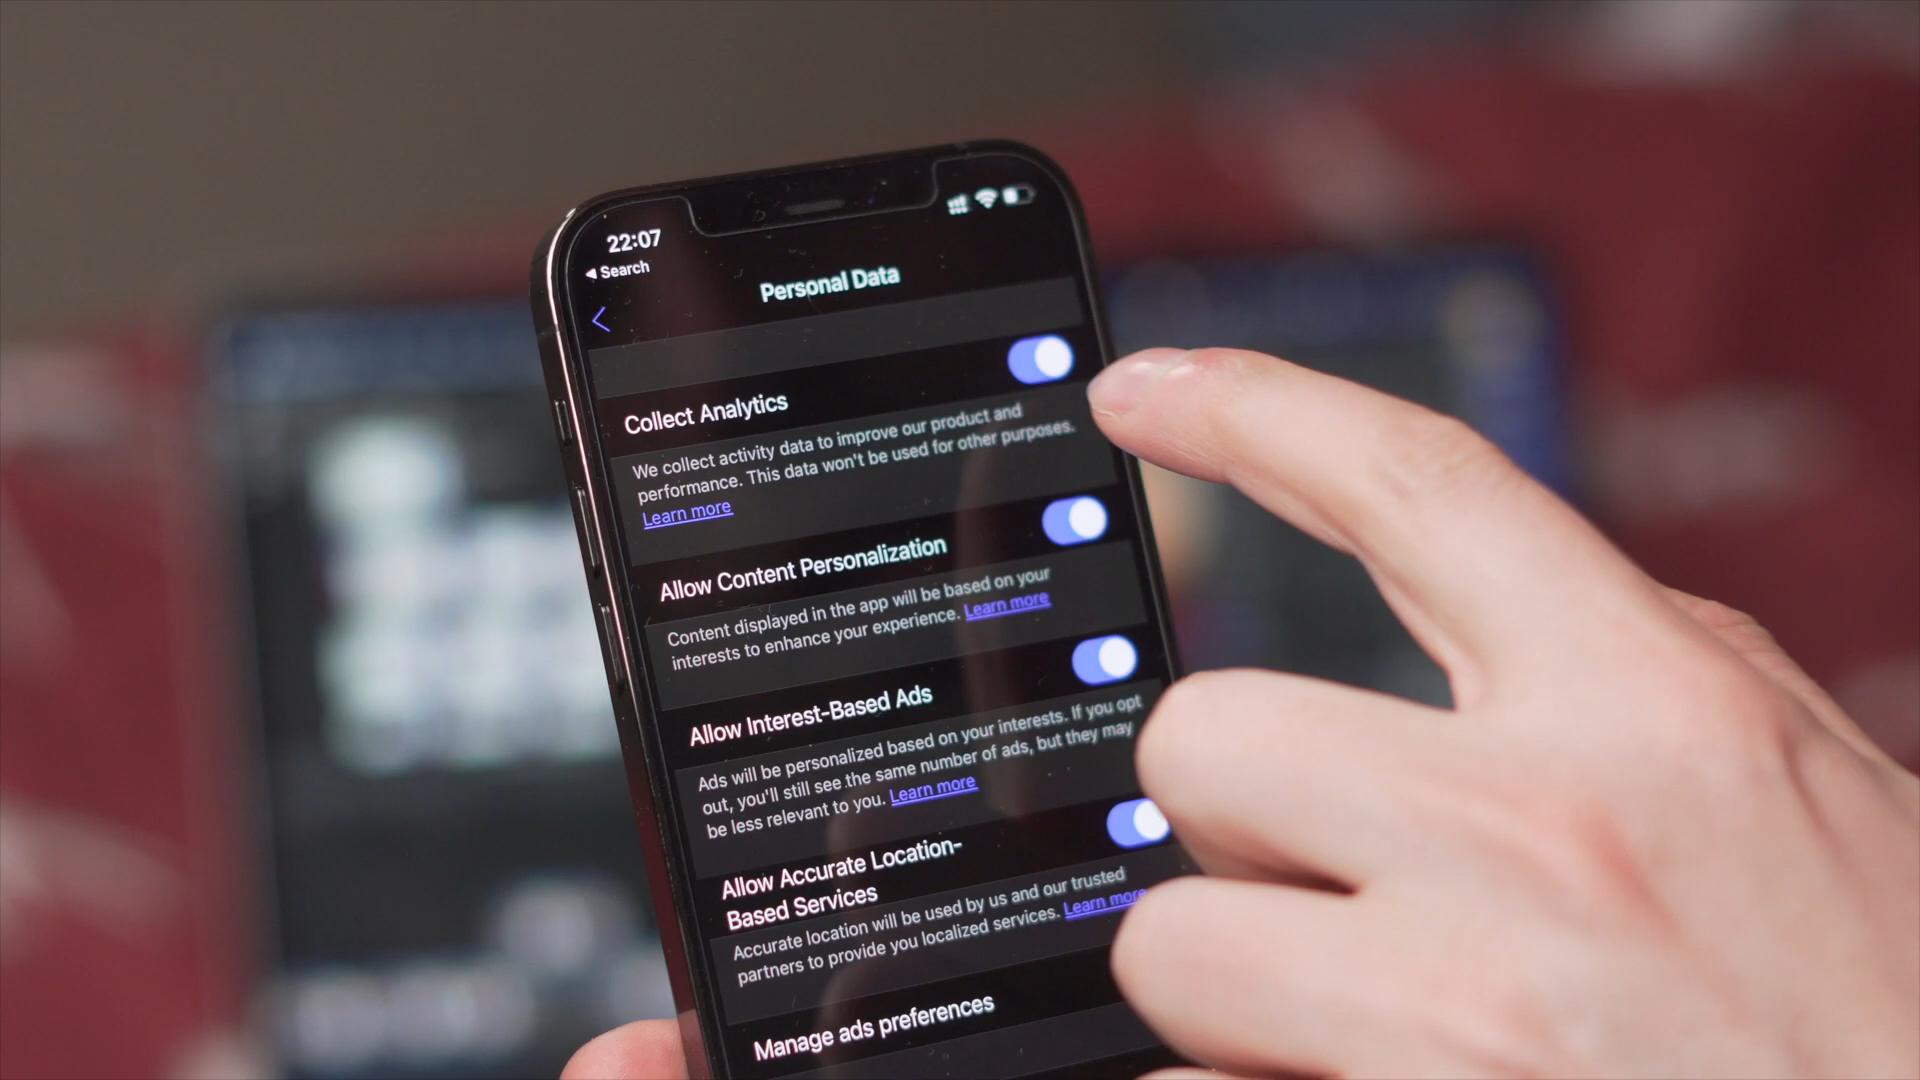 22:07
Search
Personal Data
Collect Analytics
We collect activity data to improve our product and
performance. This data won't be used for other purposes.
Learn more
Allow Content Personalization
Content displayed in the app will be based on your
interests to enhance your experience. Learn more
Allow Interest-Based Ads
Ads will be personalized based on your interests. If you opt
out, you'll still see the same number of ads, but they may
be less relevant to you. Learn more
Allow Accurate Location-
Based Services
Accurate location will be used by us and our trusted
partners to provide you localized services. Learn more
Manage ads preferences